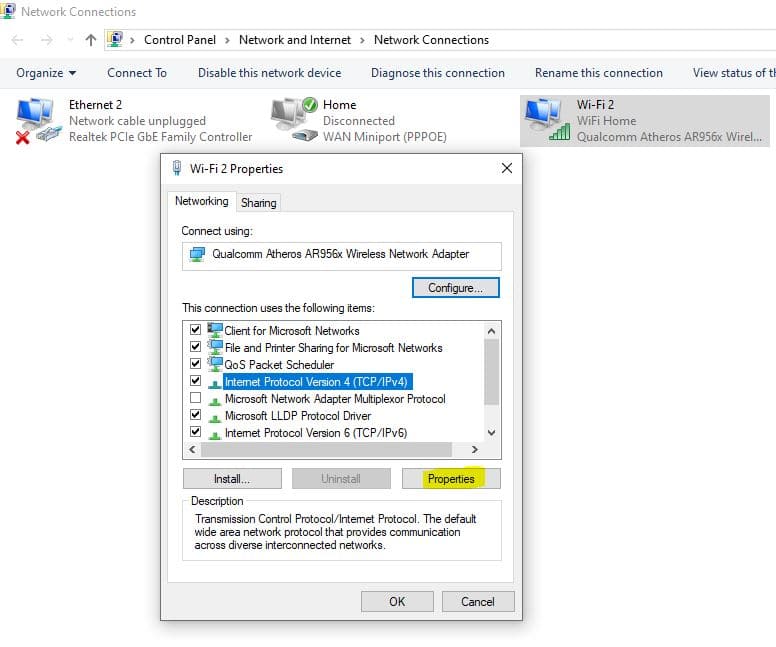 Network Connections
Control Panel > Network and Internet > Network Connections
Organize Connect To Disable this network device Diagnose this connection Rename this connection View status of
Ethernet 2
Network cable unplugged
Realtek PCIe GbE Family Controller
Home
Disconnected
WAN Miniport (PPPOE)
Wi-Fi 2
WiFi Home
Qualcomm Atheros AR956x Wirel...
Wi-Fi 2 Properties
Networking Sharing
Connect using:
Qualcomm Atheros AR956x Wireless Network Adapter
Configure...
This connection uses the following items:
Client for Microsoft Networks
File and Printer Sharing for Microsoft Networks
QoS Packet Scheduler
Internet Protocol Version 4 (TCP/IPv4)
Microsoft Network Adapter Multiplexor Protocol
Microsoft LLDP Protocol Driver
Internet Protocol Version 6 (TCP/IPv6)
Install... Uninstall Properties
Description
Transmission Control Protocol/Internet Protocol. The default
wide area network protocol that provides communication
across diverse interconnected networks.
OK Cancel